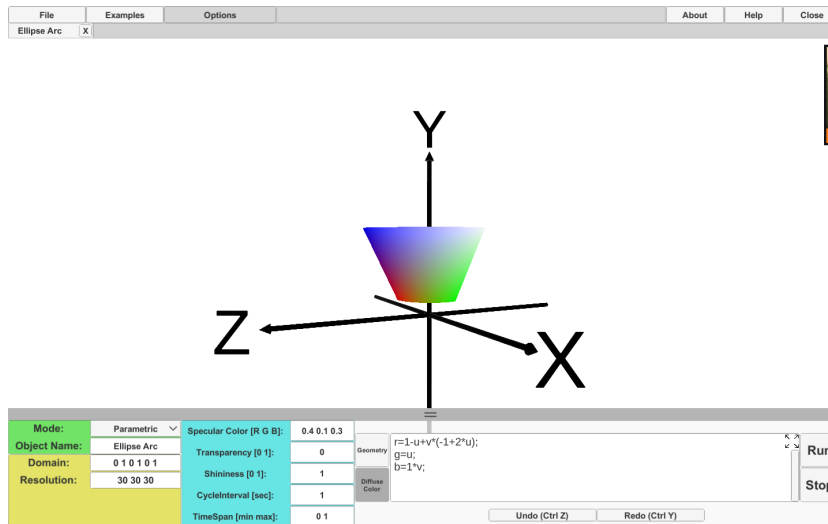 File Examples Options About Help Close
Ellipse Arc X
Y
Z
X
Mode: Parametric
Object Name: Ellipse Arc
Domain: 0 1 0 1 0 1
Resolution: 30 30 30
Specular Color [R G B]: 0.4 0.1 0.3
Transparency [0 1]: 0
Shininess [0 1]: 1
CycleInterval [sec]: 1
TimeSpan [min max]: 0 1
Geometry
Diffuse
Color
r=1-u+v*(-1+2*u);
g=u;
b=1*v;
Undo (Ctrl Z) Redo (Ctrl Y)